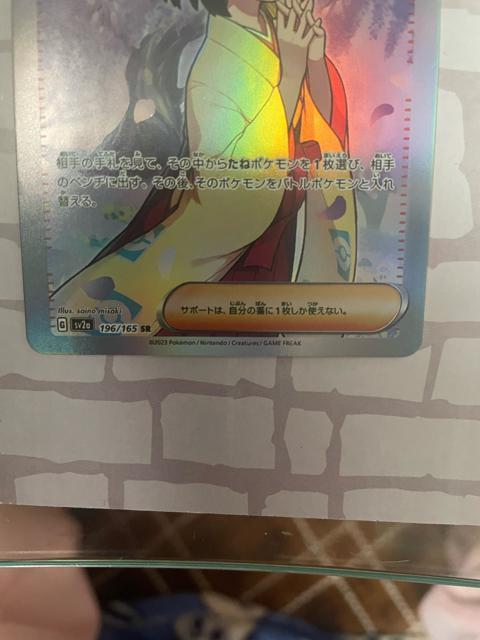 相手の手札を見て、その中からたねポケモンを1枚選び、相手
のベンチに出す。その後、そのポケモンをバトルポケモンと入れ
替える。
サポートは、自分の番に1枚しか使えない。
Illus. saino misaki
G sv2a 196/165 SR
©2023 Pokémon / Nintendo / Creatures / GAME FREAK